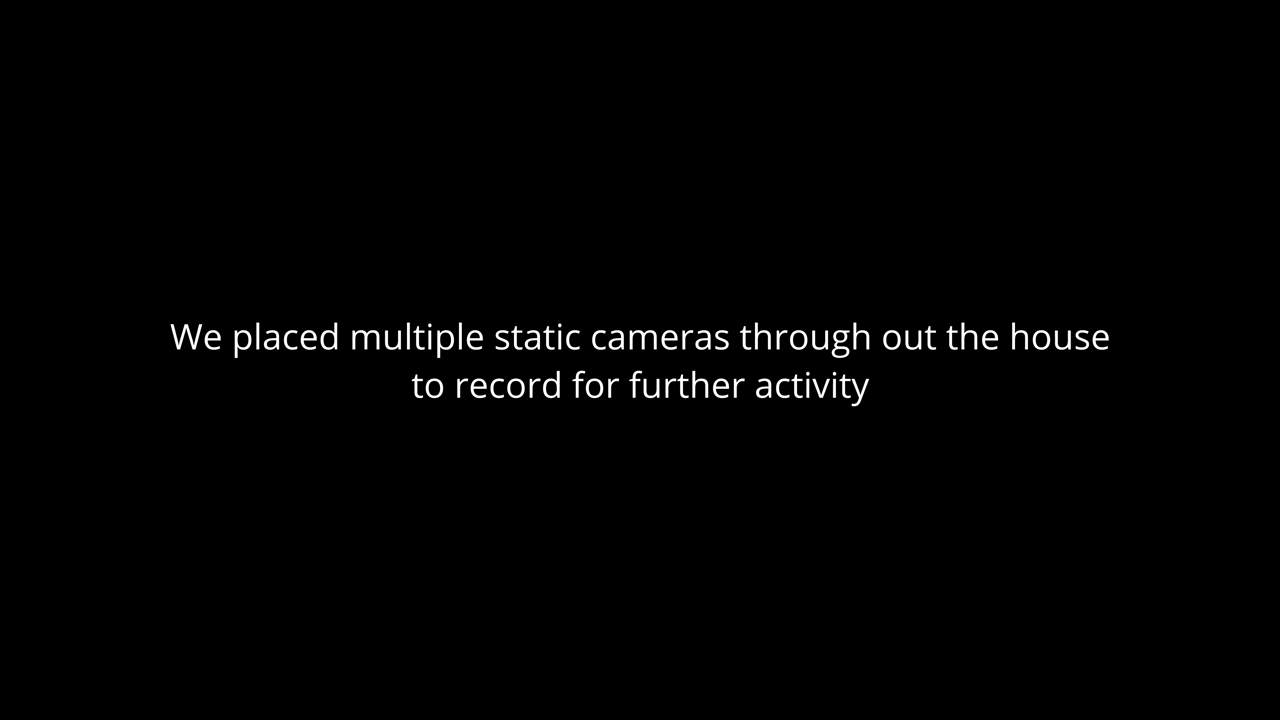 We placed multiple static cameras through out the house
to record for further activity